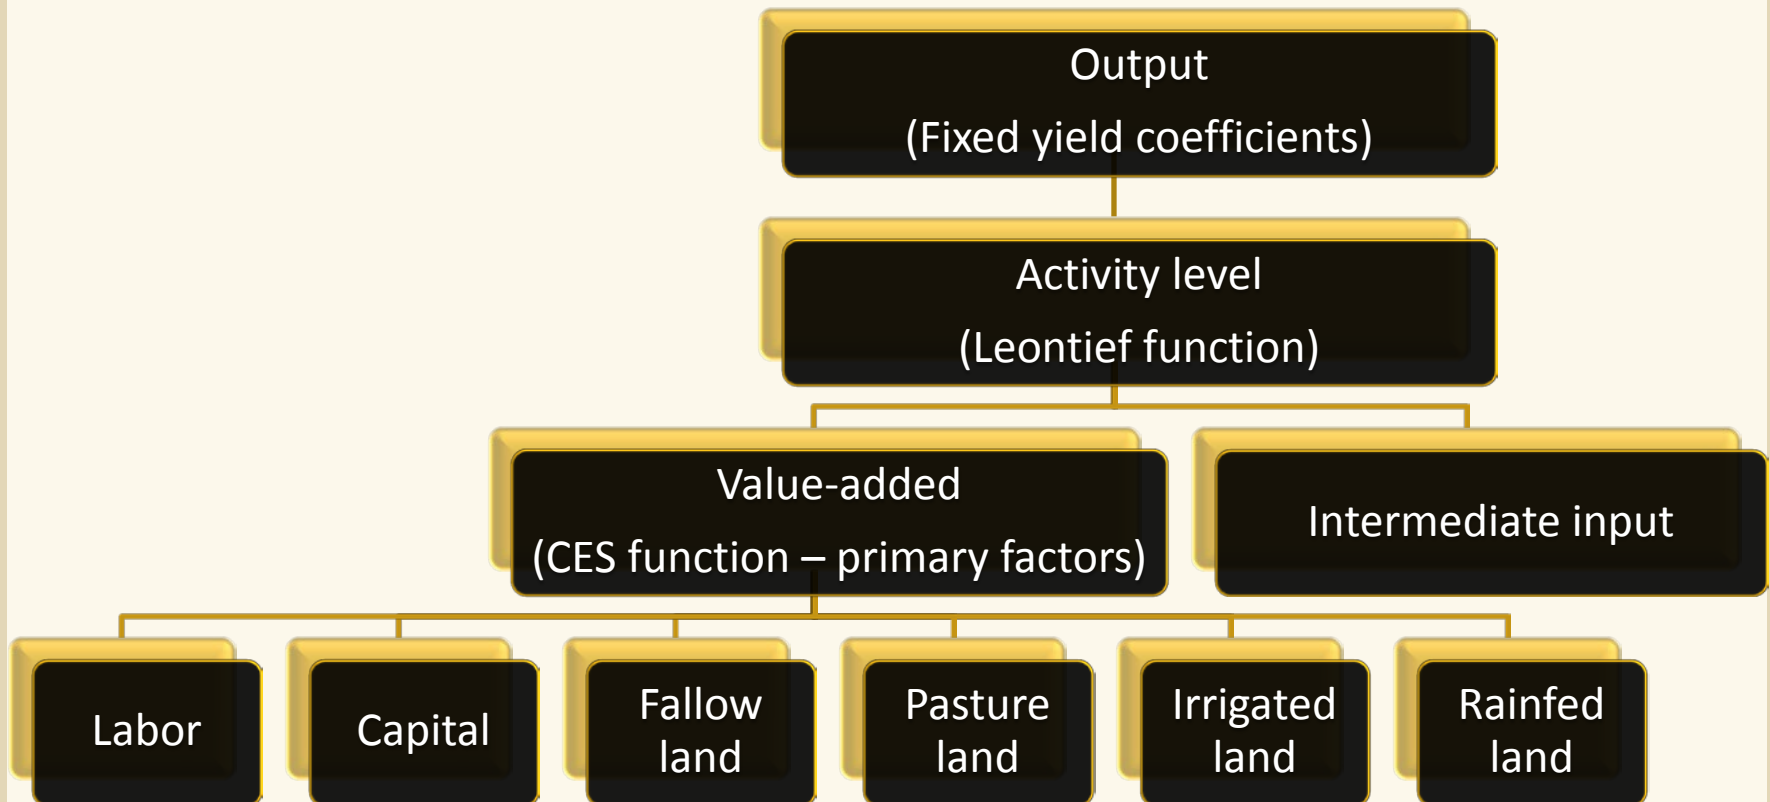 Output
(Fixed yield coefficients)
Activity level
(Leontief function)
Value-added
(CES function – primary factors)
Intermediate input
Labor
Capital
Fallow
land
Pasture
land
Irrigated
land
Rainfed
land